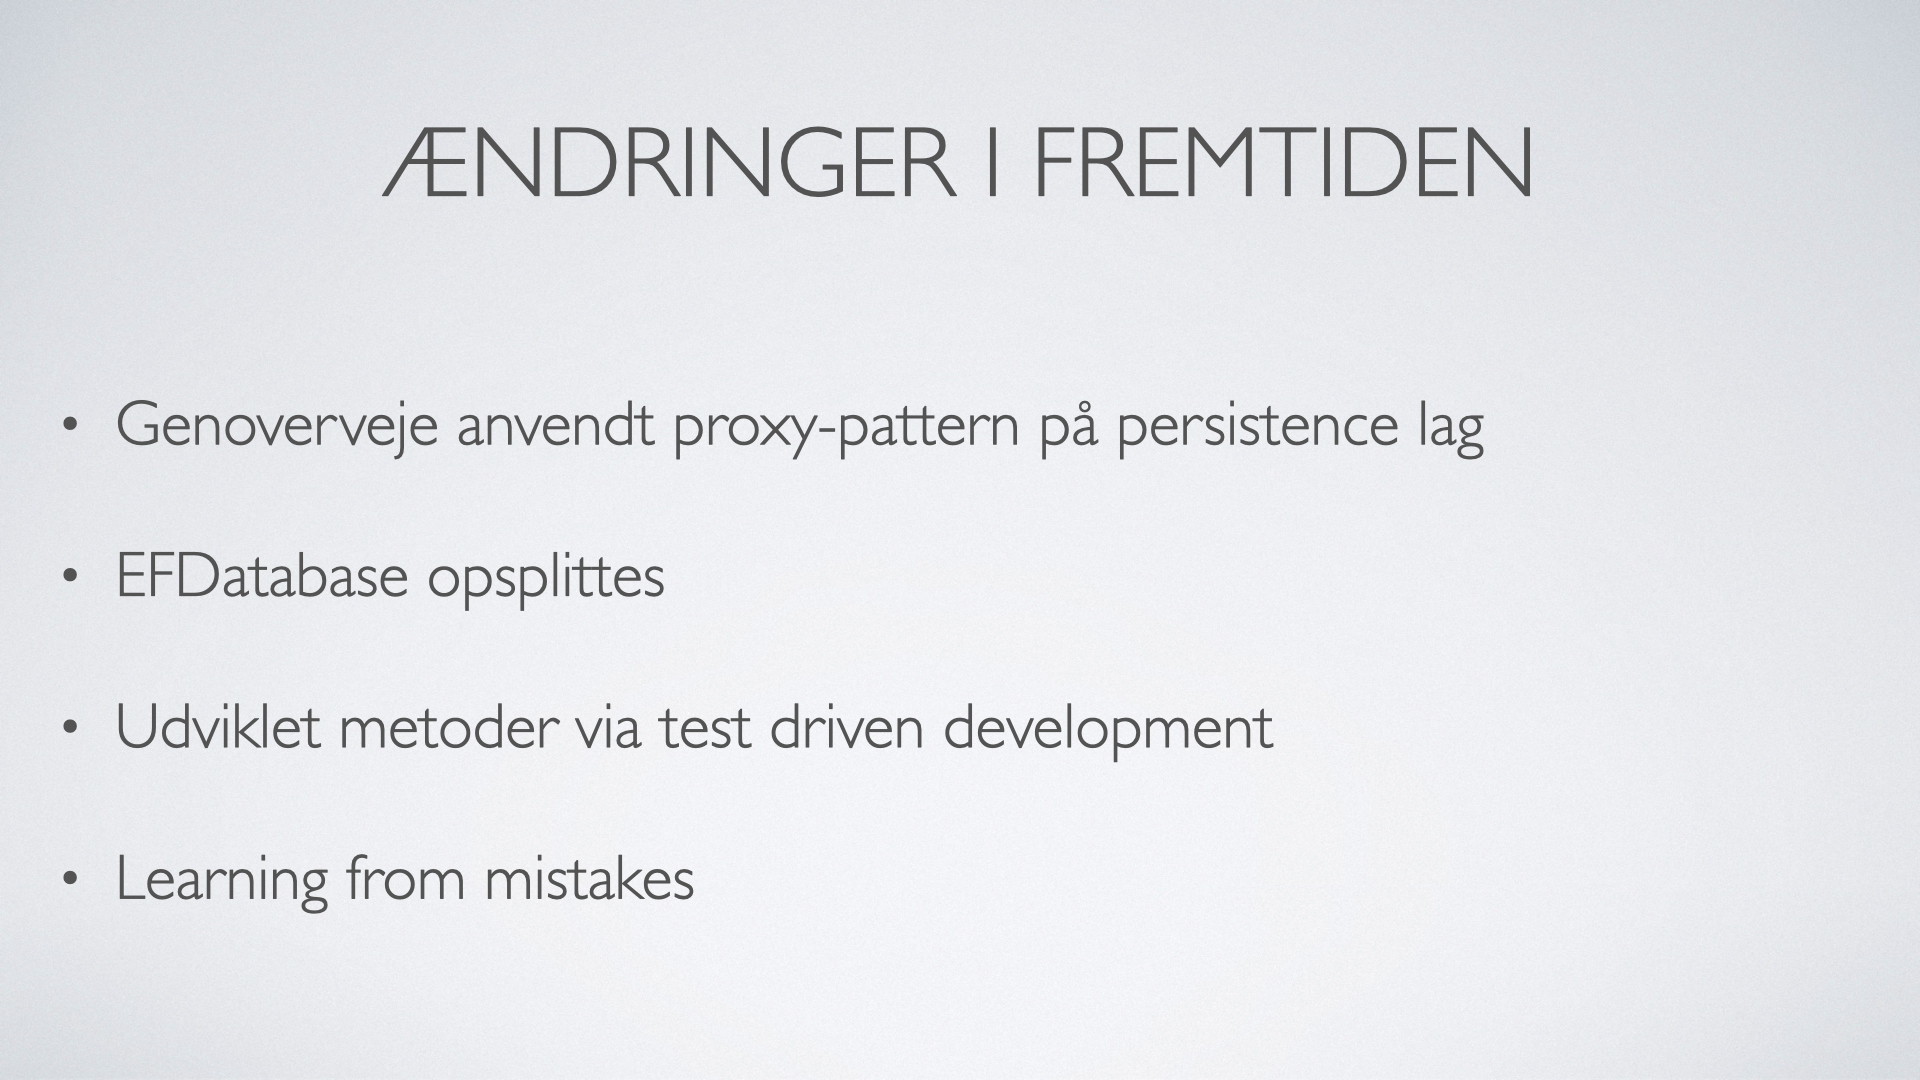 ÆNDRINGER I FREMTIDEN
• Genoverveje anvendt proxy-pattern på persistence lag
• EFDatabase opsplittes
• Udviklet metoder via test driven development
• Learning from mistakes